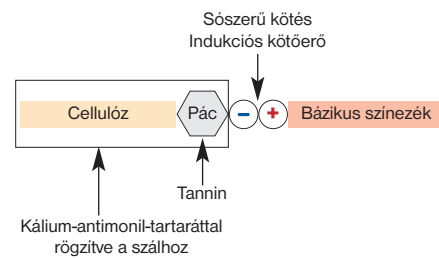 Sószerű kötés
Indukciós kötőerő
Cellulóz
Pác
−
+
Bázikus színezék
Tannin
Kálium-antimonil-tartaráttal
rögzítve a szálhoz